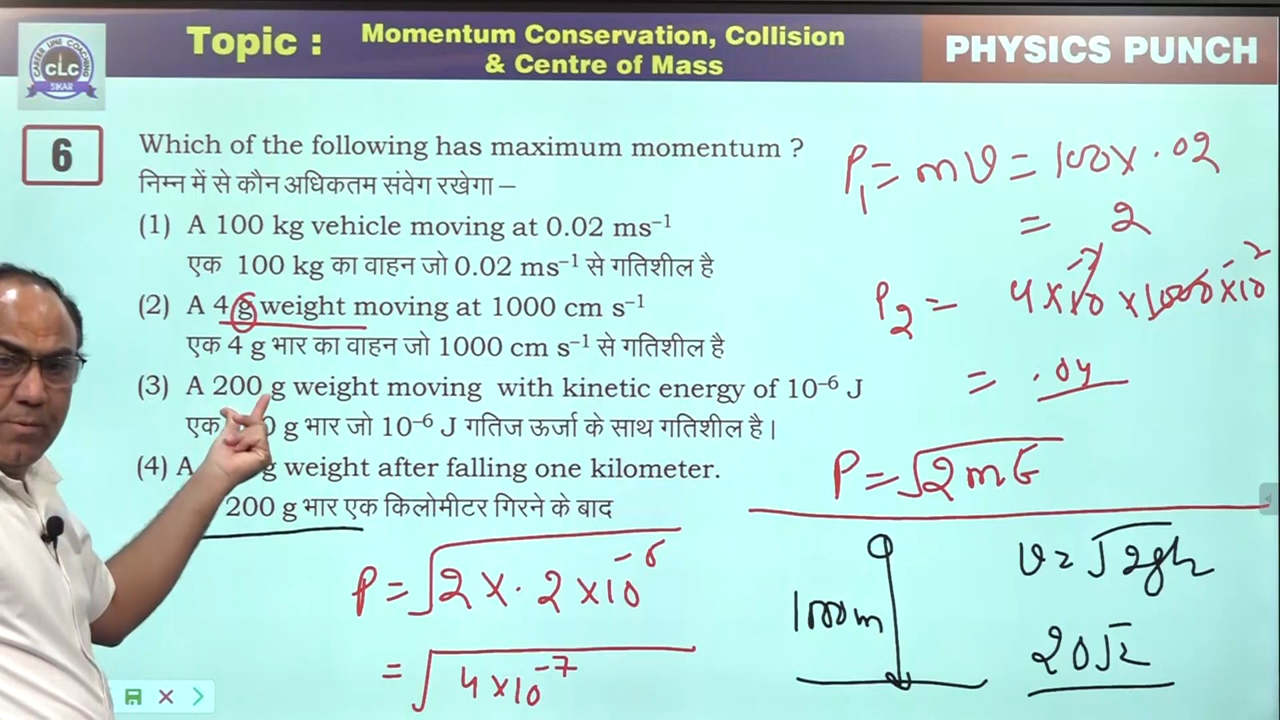 CAREER LINE COACHING
CLC
SIKAR
Topic :
Momentum Conservation, Collision
& Centre of Mass
PHYSICS PUNCH
6
Which of the following has maximum momentum ?
निम्न में से कौन अधिकतम संवेग रखेगा –
(1) A 100 kg vehicle moving at 0.02 ms⁻¹
एक 100 kg का वाहन जो 0.02 ms⁻¹ से गतिशील है
(2) A 4 g weight moving at 1000 cm s⁻¹
एक 4 g भार का वाहन जो 1000 cm s⁻¹ से गतिशील है
(3) A 200 g weight moving with kinetic energy of 10⁻⁶ J
एक g भार जो 10⁻⁶ J गतिज ऊर्जा के साथ गतिशील है।
(4) A g weight after falling one kilometer.
200 g भार एक किलोमीटर गिरने के बाद
P₁ = mv = 100 x .02
= 2
P₂ = 4 x 10 x 1000 x 10⁻²
= .04
P = √2mE
P = √2 x .2 x 10⁻⁶
= √4 x 10⁻⁷
1000m
v = √2gh
20√2